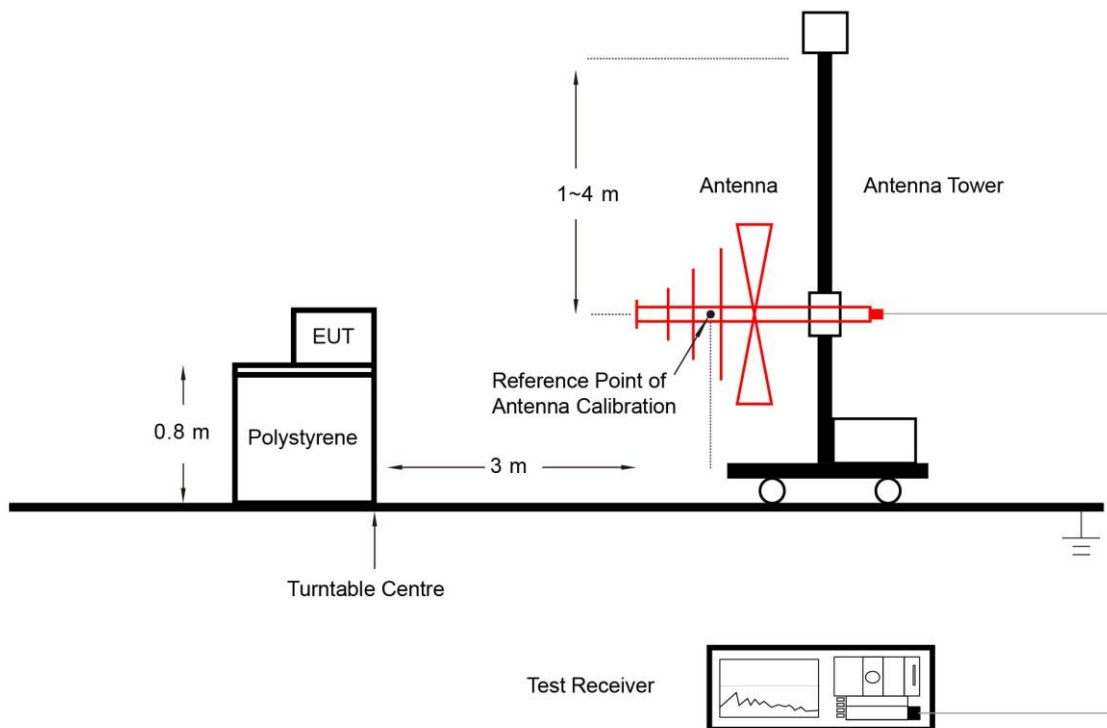 1~4 m
Antenna
Antenna Tower
EUT
Reference Point of
Antenna Calibration
0.8 m
Polystyrene
3 m
Turntable Centre
Test Receiver